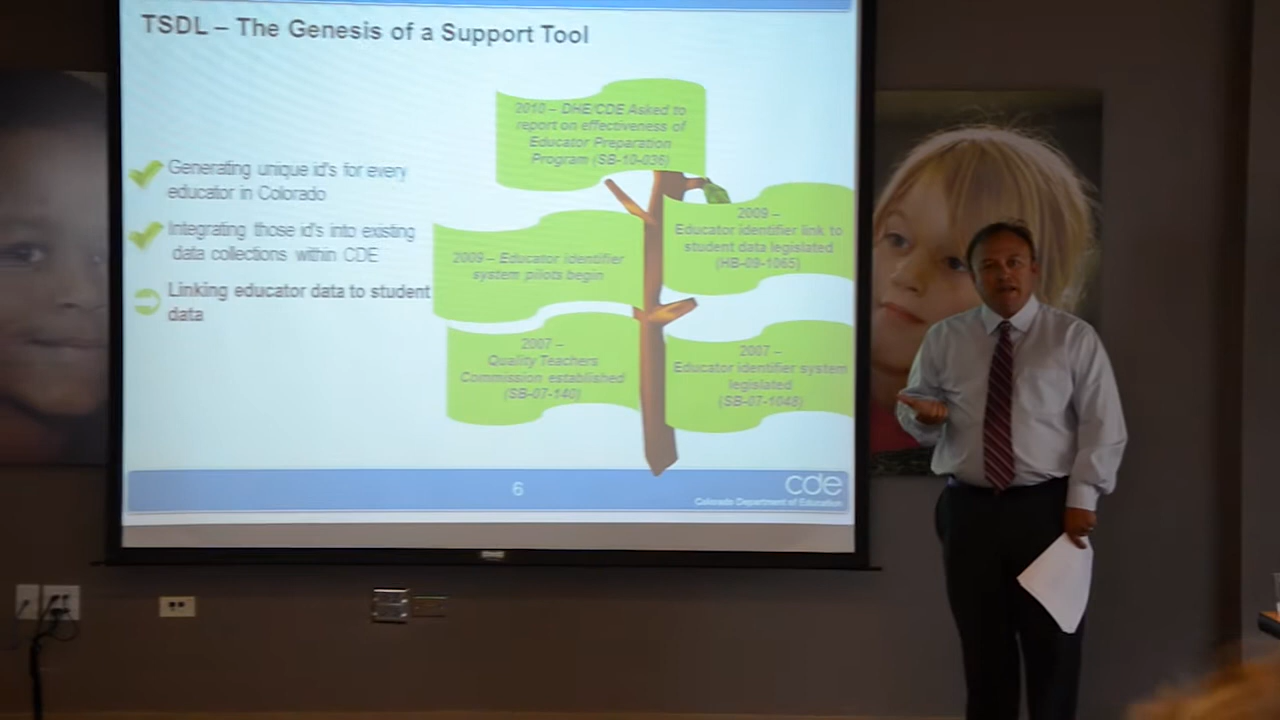 TSDL – The Genesis of a Support Tool
Generating unique id's for every
educator in Colorado
Integrating those id's into existing
data collections within CDE
Linking educator data to student
data
2010 – DHE/CDE Asked to
report on effectiveness of
Educator Preparation
Program (SB-10-036)
2009 – Educator identifier
system pilots begin
2009 –
Educator identifier link to
student data legislated
(HB-09-1065)
2007 –
Quality Teachers
Commission established
(SB-07-140)
2007 –
Educator identifier system
legislated
(SB-07-1048)
6
cde
Colorado Department of Education